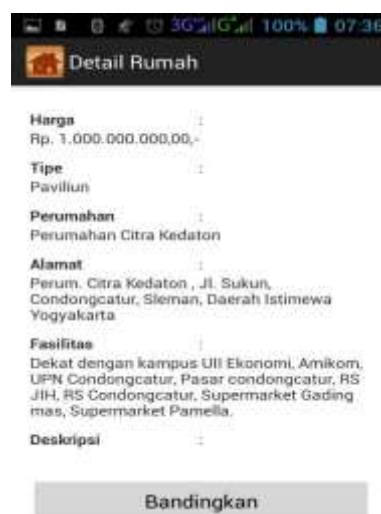 3G G 100% 07:36
Detail Rumah
Harga :
Rp. 1.000.000.000,00,-
Tipe :
Paviliun
Perumahan :
Perumahan Citra Kedaton
Alamat :
Perum. Citra Kedaton , Jl. Sukun,
Condongcatur, Sleman, Daerah Istimewa
Yogyakarta
Fasilitas :
Dekat dengan kampus UII Ekonomi, Amikom,
UPN Condongcatur, Pasar condongcatur, RS
JIH, RS Condongcatur, Supermarket Gading
mas, Supermarket Pamella.
Deskripsi :
Bandingkan